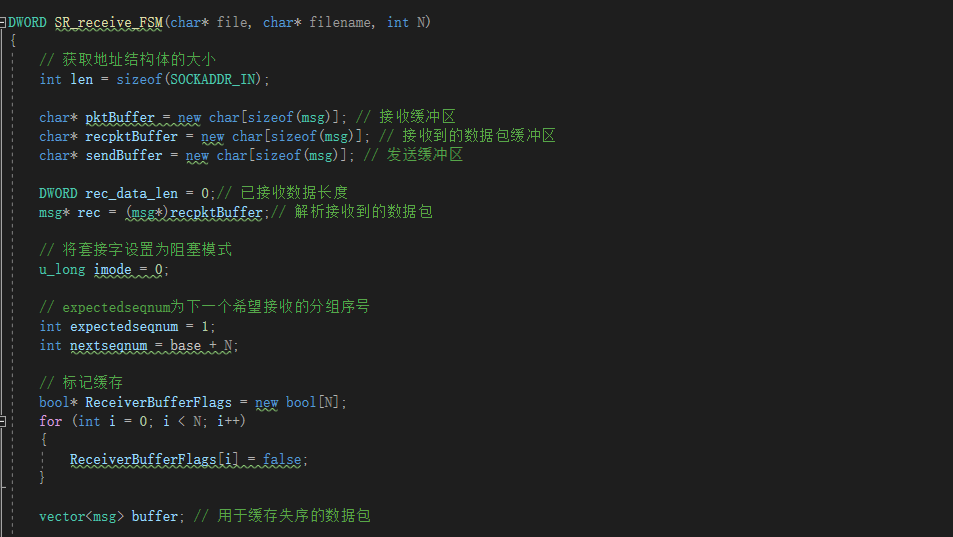 DWORD SR_receive_FSM(char* file, char* filename, int N)
{
// 获取地址结构体的大小
int len = sizeof(SOCKADDR_IN);
char* pktBuffer = new char[sizeof(msg)]; // 接收缓冲区
char* recpktBuffer = new char[sizeof(msg)]; // 接收到的数据包缓冲区
char* sendBuffer = new char[sizeof(msg)]; // 发送缓冲区
DWORD rec_data_len = 0;// 已接收数据长度
msg* rec = (msg*)recpktBuffer;// 解析接收到的数据包
// 将套接字设置为阻塞模式
u_long imode = 0;
// expectedseqnum为下一个希望接收的分组序号
int expectedseqnum = 1;
int nextseqnum = base + N;
// 标记缓存
bool* ReceiverBufferFlags = new bool[N];
for (int i = 0; i < N; i++)
{
ReceiverBufferFlags[i] = false;
}
vector<msg> buffer; // 用于缓存失序的数据包